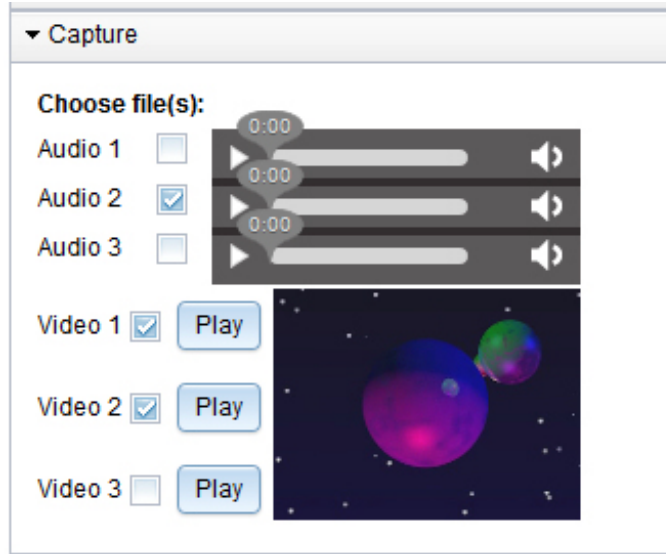 Capture
Choose file(s):
Audio 1 0:00
Audio 2 0:00
Audio 3 0:00
Video 1 Play
Video 2 Play
Video 3 Play